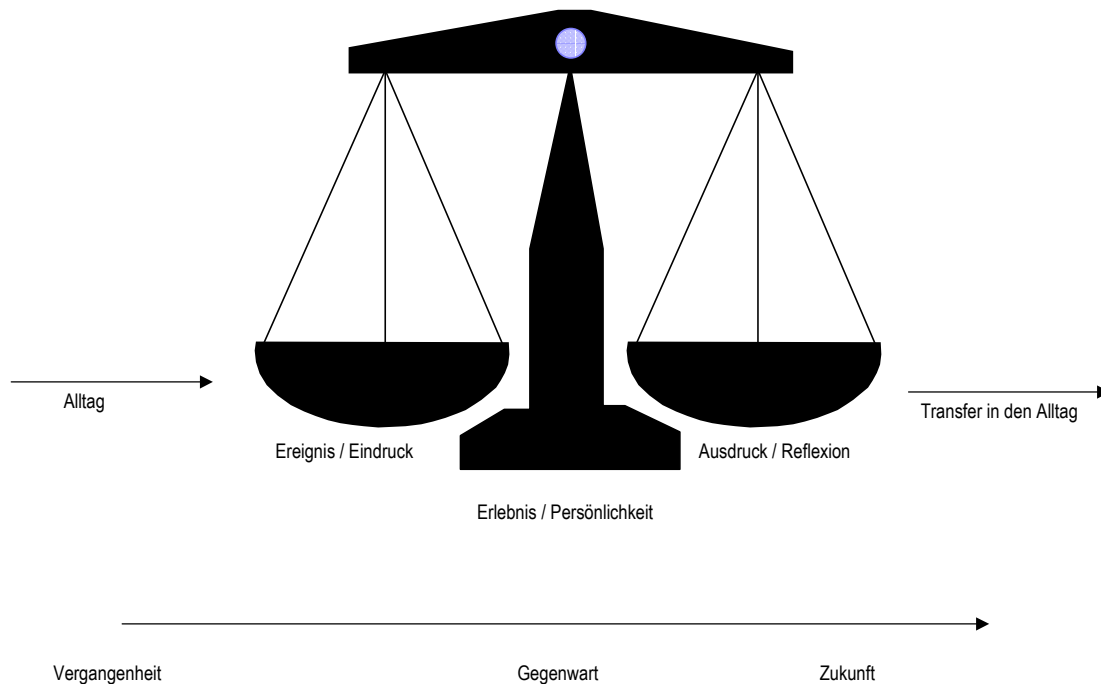 Alltag
Transfer in den Alltag
Ereignis / Eindruck
Ausdruck / Reflexion
Erlebnis / Persönlichkeit
Vergangenheit
Gegenwart
Zukunft